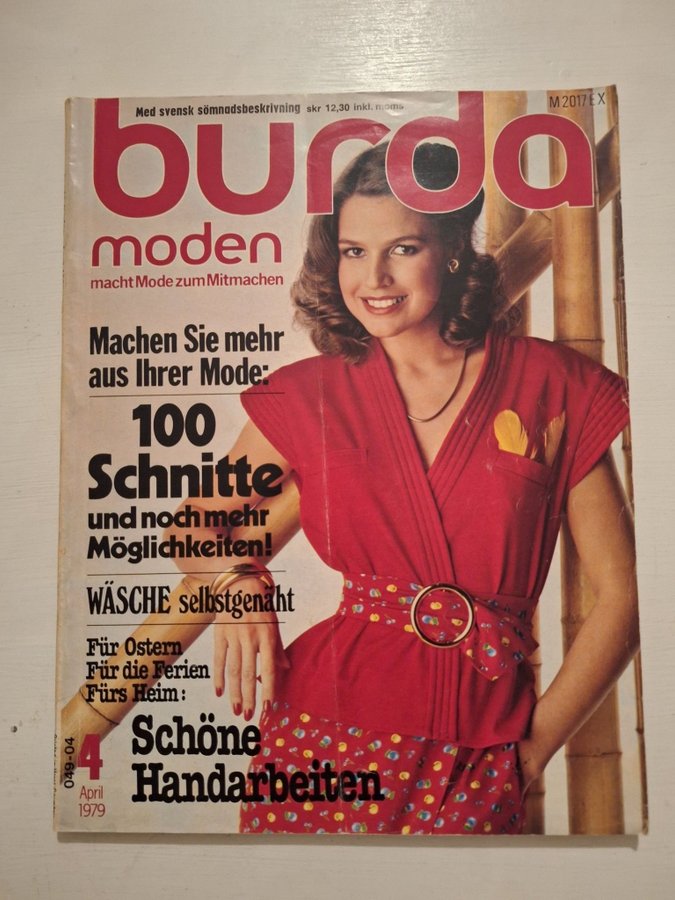 Med svensk sömnadsbeskrivning skr 12,30 inkl. moms
M2017EX
burda
moden
macht Mode zum Mitmachen
Machen Sie mehr
aus Ihrer Mode:
100
Schnitte
und noch mehr
Möglichkeiten!
WÄSCHE selbstgenäht
Für Ostern
Für die Ferien
Fürs Heim:
Schöne
Handarbeiten
049-04
4
April
1979